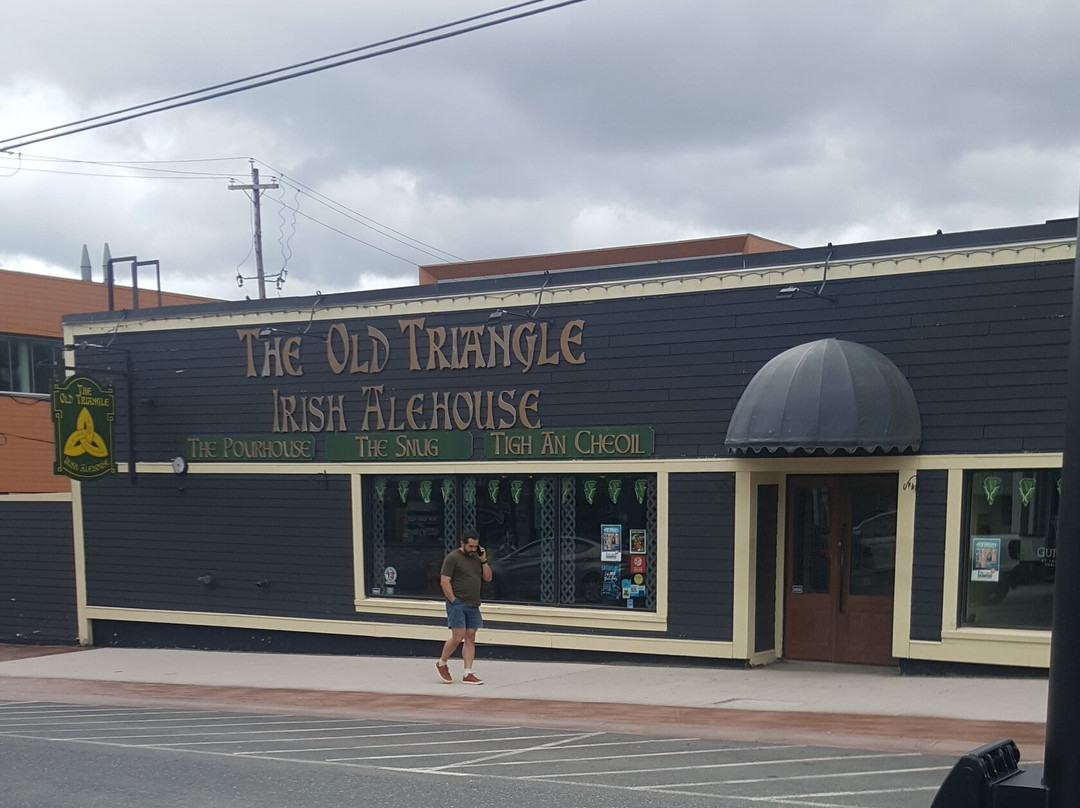 The Old Triangle
Irish Alehouse
The Pourhouse
The Snug
Tigh An Cheoil
The
Old Triangle
Irish Alehouse